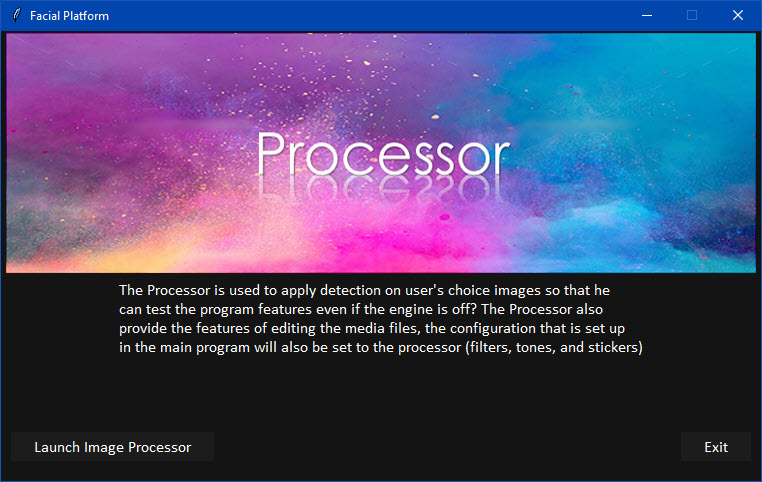 Facial Platform
Processor
The Processor is used to apply detection on user's choice images so that he
can test the program features even if the engine is off? The Processor also
provide the features of editing the media files, the configuration that is set up
in the main program will also be set to the processor (filters, tones, and stickers)
Launch Image Processor
Exit